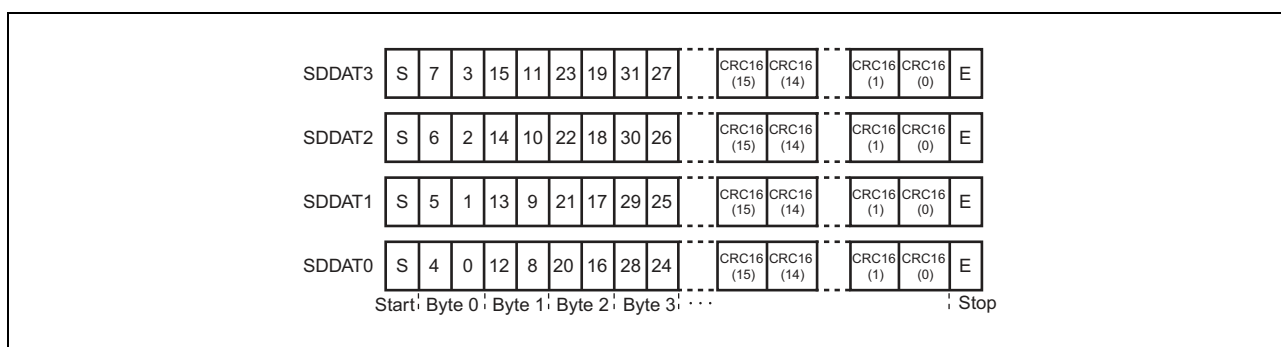 SDDAT3 S 7 3 15 11 23 19 31 27 CRC16 (15) CRC16 (14) CRC16 (1) CRC16 (0) E
SDDAT2 S 6 2 14 10 22 18 30 26 CRC16 (15) CRC16 (14) CRC16 (1) CRC16 (0) E
SDDAT1 S 5 1 13 9 21 17 29 25 CRC16 (15) CRC16 (14) CRC16 (1) CRC16 (0) E
SDDAT0 S 4 0 12 8 20 16 28 24 CRC16 (15) CRC16 (14) CRC16 (1) CRC16 (0) E
Start Byte 0 Byte 1 Byte 2 Byte 3 ··· Stop